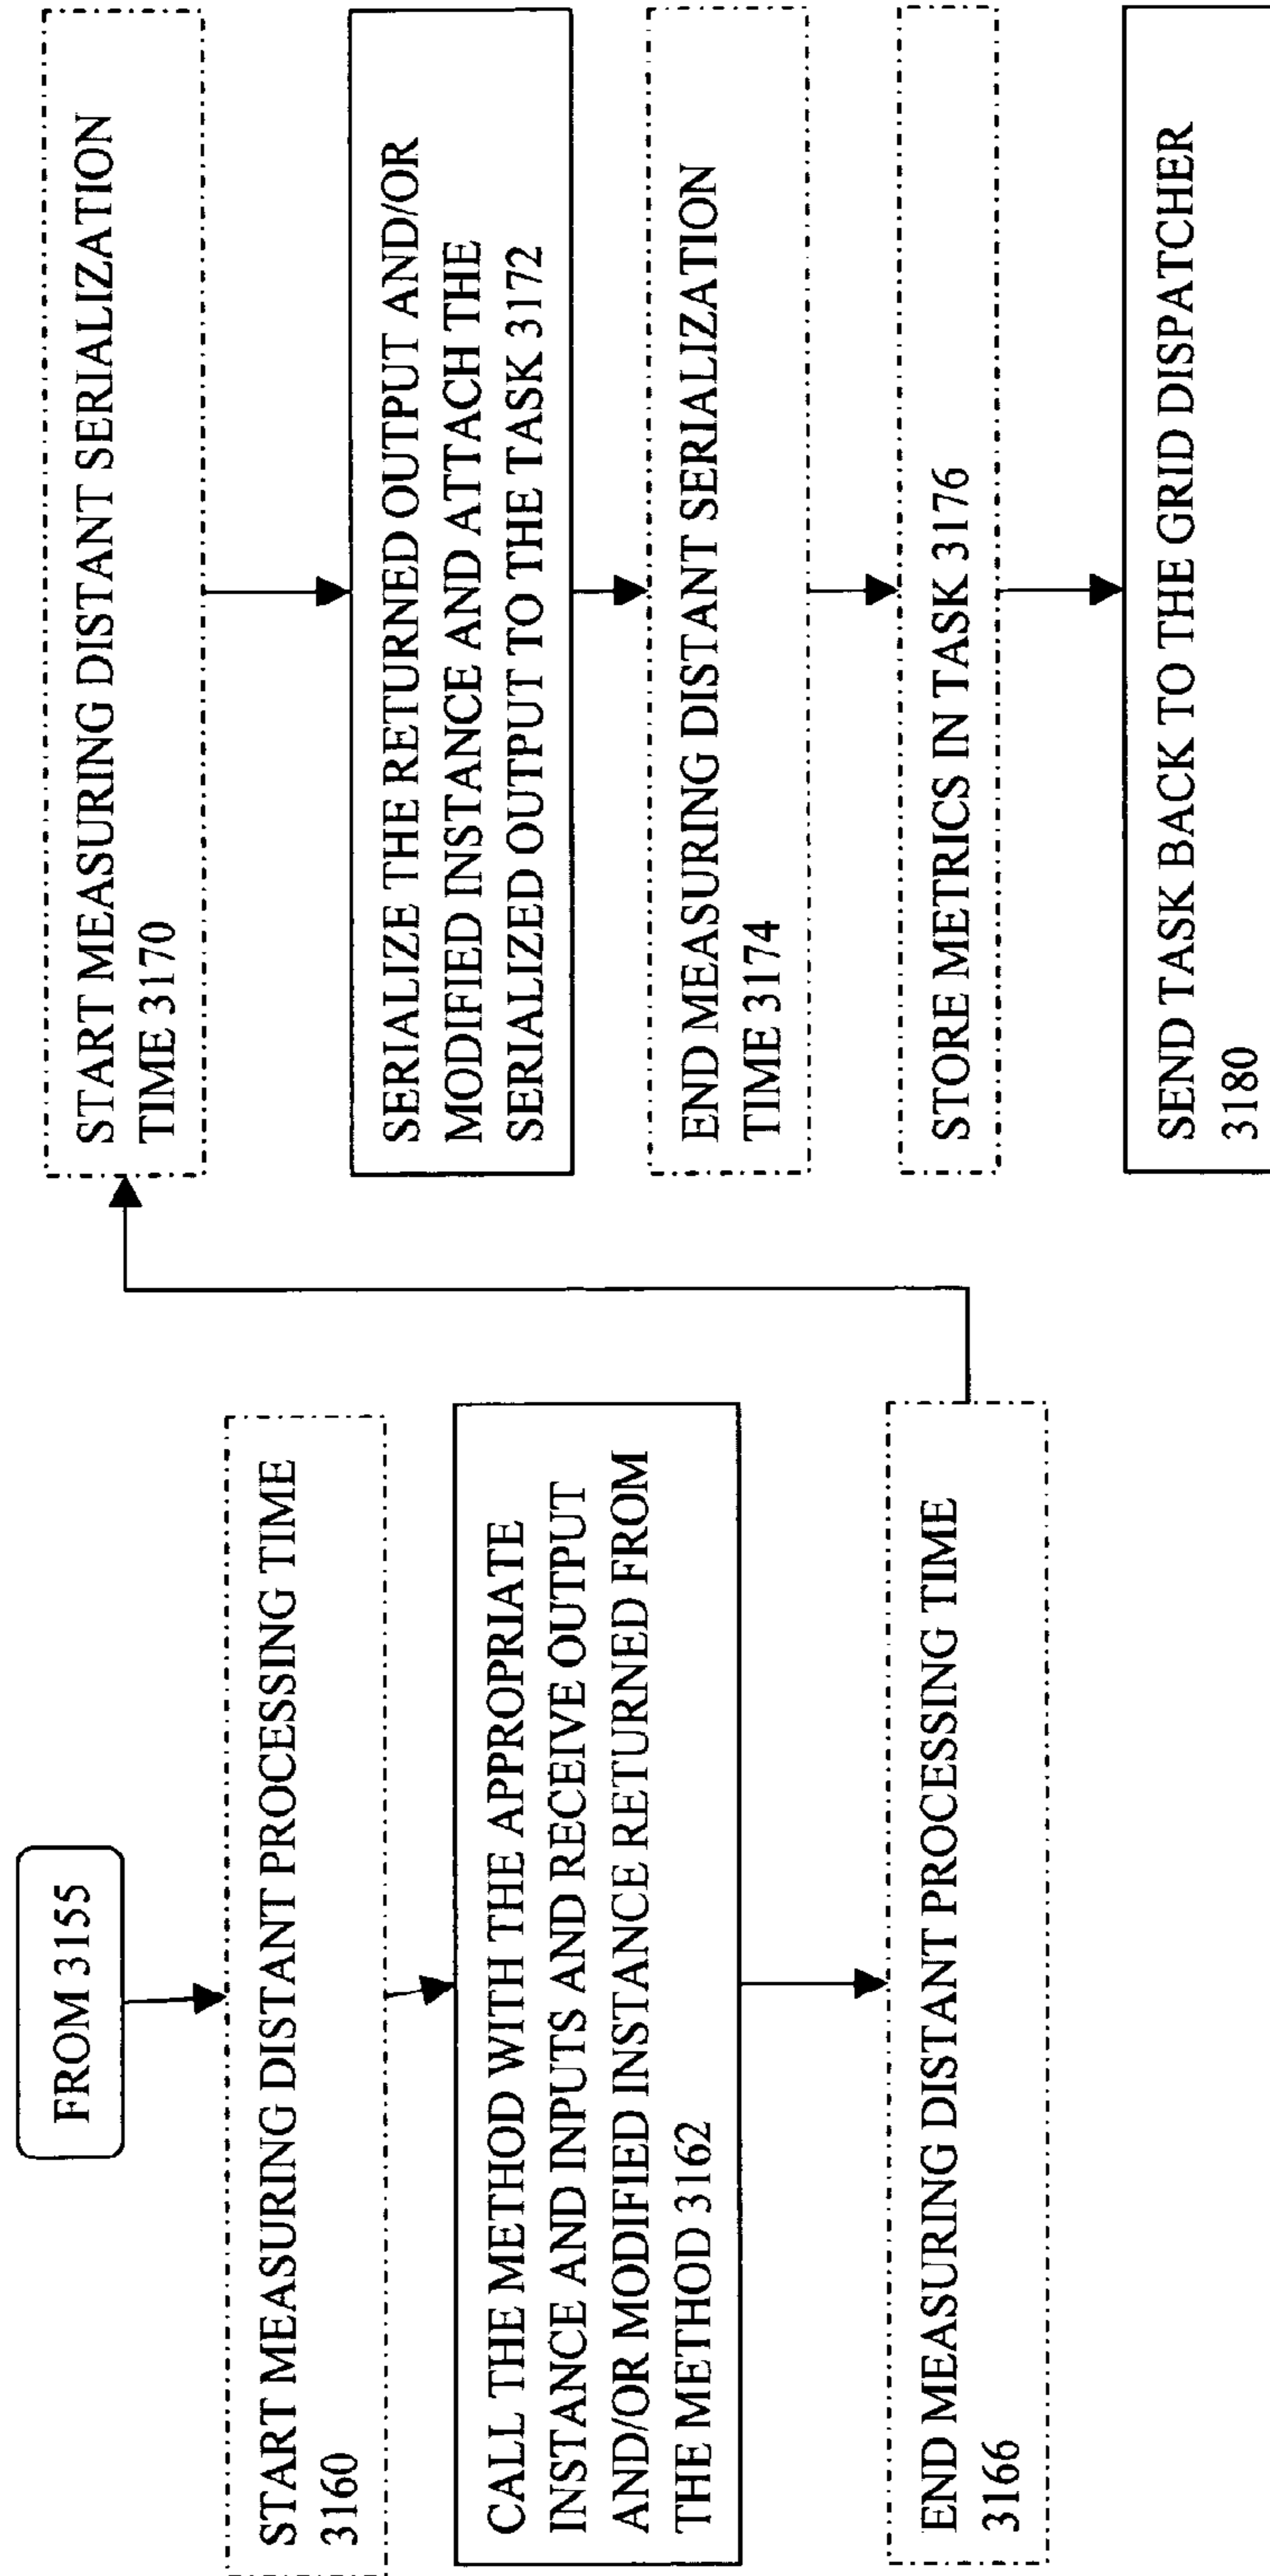 FROM 3155
START MEASURING DISTANT PROCESSING TIME
3160
CALL THE METHOD WITH THE APPROPRIATE
INSTANCE AND INPUTS AND RECEIVE OUTPUT
AND/OR MODIFIED INSTANCE RETURNED FROM
THE METHOD 3162
END MEASURING DISTANT PROCESSING TIME
3166
START MEASURING DISTANT SERIALIZATION
TIME 3170
SERIALIZE THE RETURNED OUTPUT AND/OR
MODIFIED INSTANCE AND ATTACH THE
SERIALIZED OUTPUT TO THE TASK 3172
END MEASURING DISTANT SERIALIZATION
TIME 3174
STORE METRICS IN TASK 3176
SEND TASK BACK TO THE GRID DISPATCHER
3180